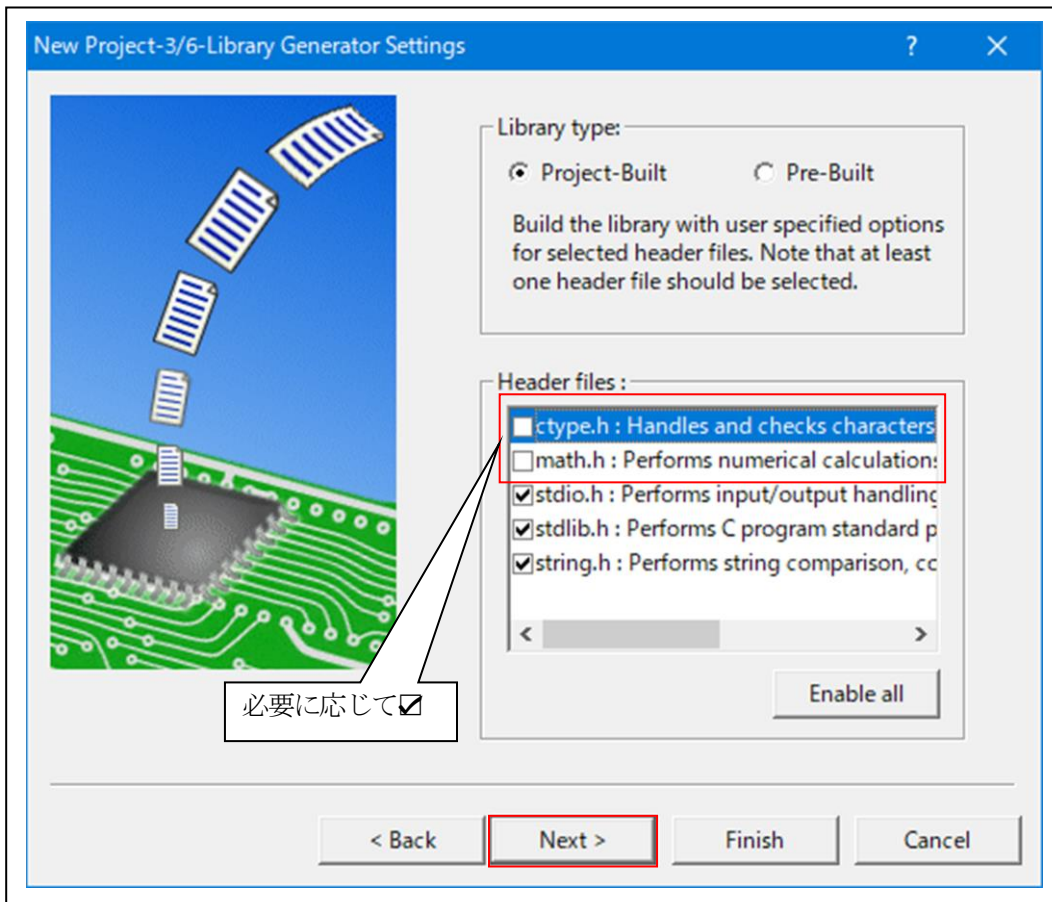 New Project-3/6-Library Generator Settings
Library type:
Project-Built Pre-Built
Build the library with user specified options
for selected header files. Note that at least
one header file should be selected.
Header files :
ctype.h : Handles and checks characters
math.h : Performs numerical calculations
stdio.h : Performs input/output handling
stdlib.h : Performs C program standard p
string.h : Performs string comparison, co
Enable all
必要に応じて☑
< Back Next > Finish Cancel